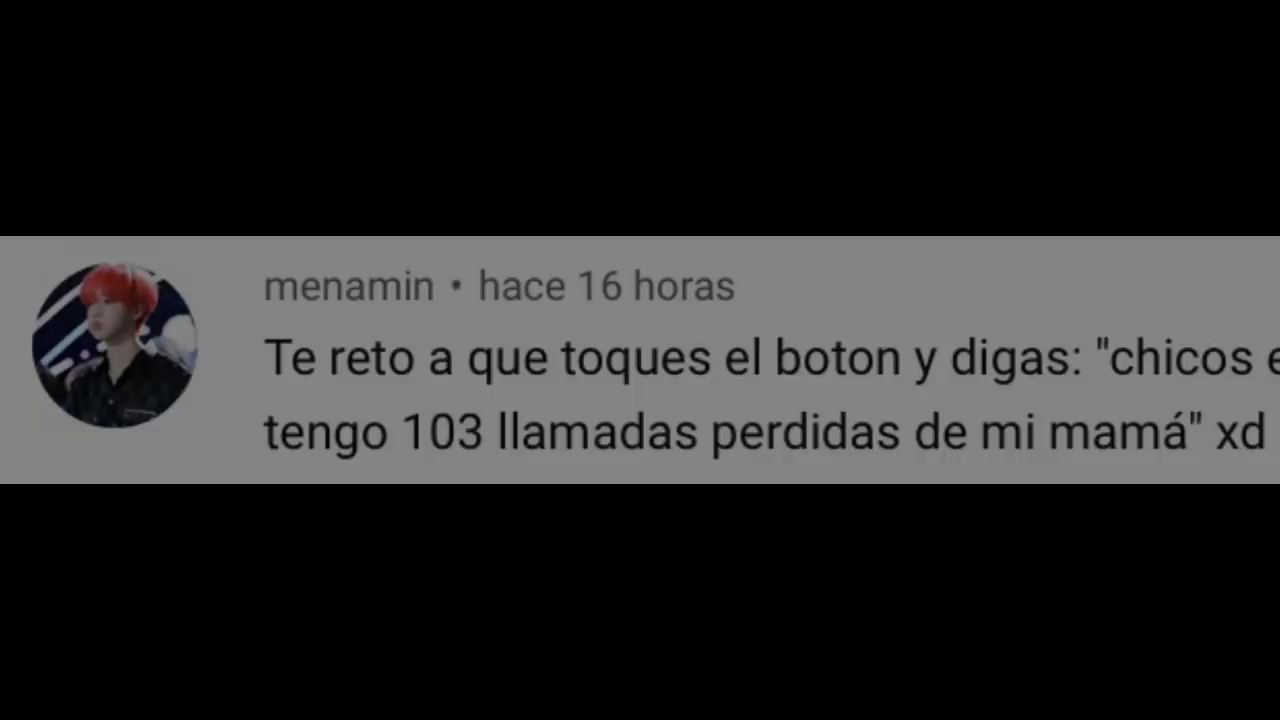 menamin • hace 16 horas
Te reto a que toques el boton y digas: "chicos
tengo 103 llamadas perdidas de mi mamá" xd